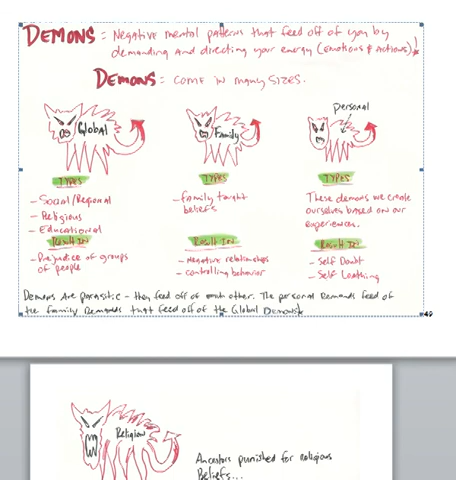 DEMONS = Negative mental patterns that feed off of you by
demanding and directing your energy (Emotions & Actions)!
DEMONS: COME IN MANY SIZES.
Global
Family
Personal
TYPES
TYPES
TYPES
- Social/Regional
- Religious
- Educational
- Family taught
beliefs
These demons we create
ourselves based on our
experiences.
Result IN
Result IN
Result IN
- Prejudice of groups
of people
- Negative relationships
- controlling behavior
- Self Doubt
- Self Loathing
Demons Are parasitic - they feed off of each other. The personal Demands feed of
the family Demands that feed off of the Global Demons!
49
Religion
Ancestors punished for religious
Beliefs...